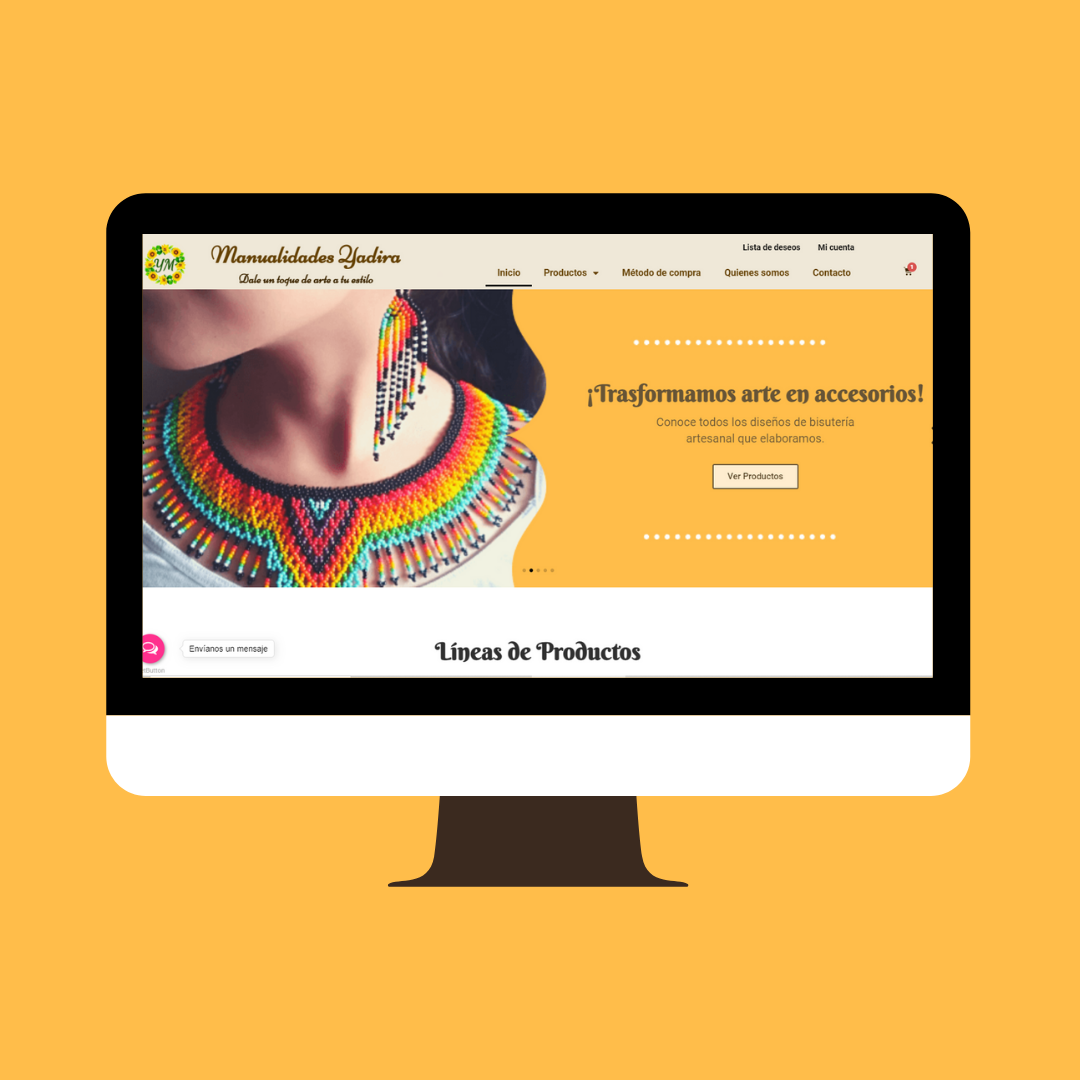 YM
Manualidades Yadira
Dale un toque de arte a tu estilo
Lista de deseos Mi cuenta
Inicio Productos Método de compra Quienes somos Contacto
1
¡Trasformamos arte en accesorios!
Conoce todos los diseños de bisutería
artesanal que elaboramos.
Ver Productos
Envíanos un mensaje
Líneas de Productos